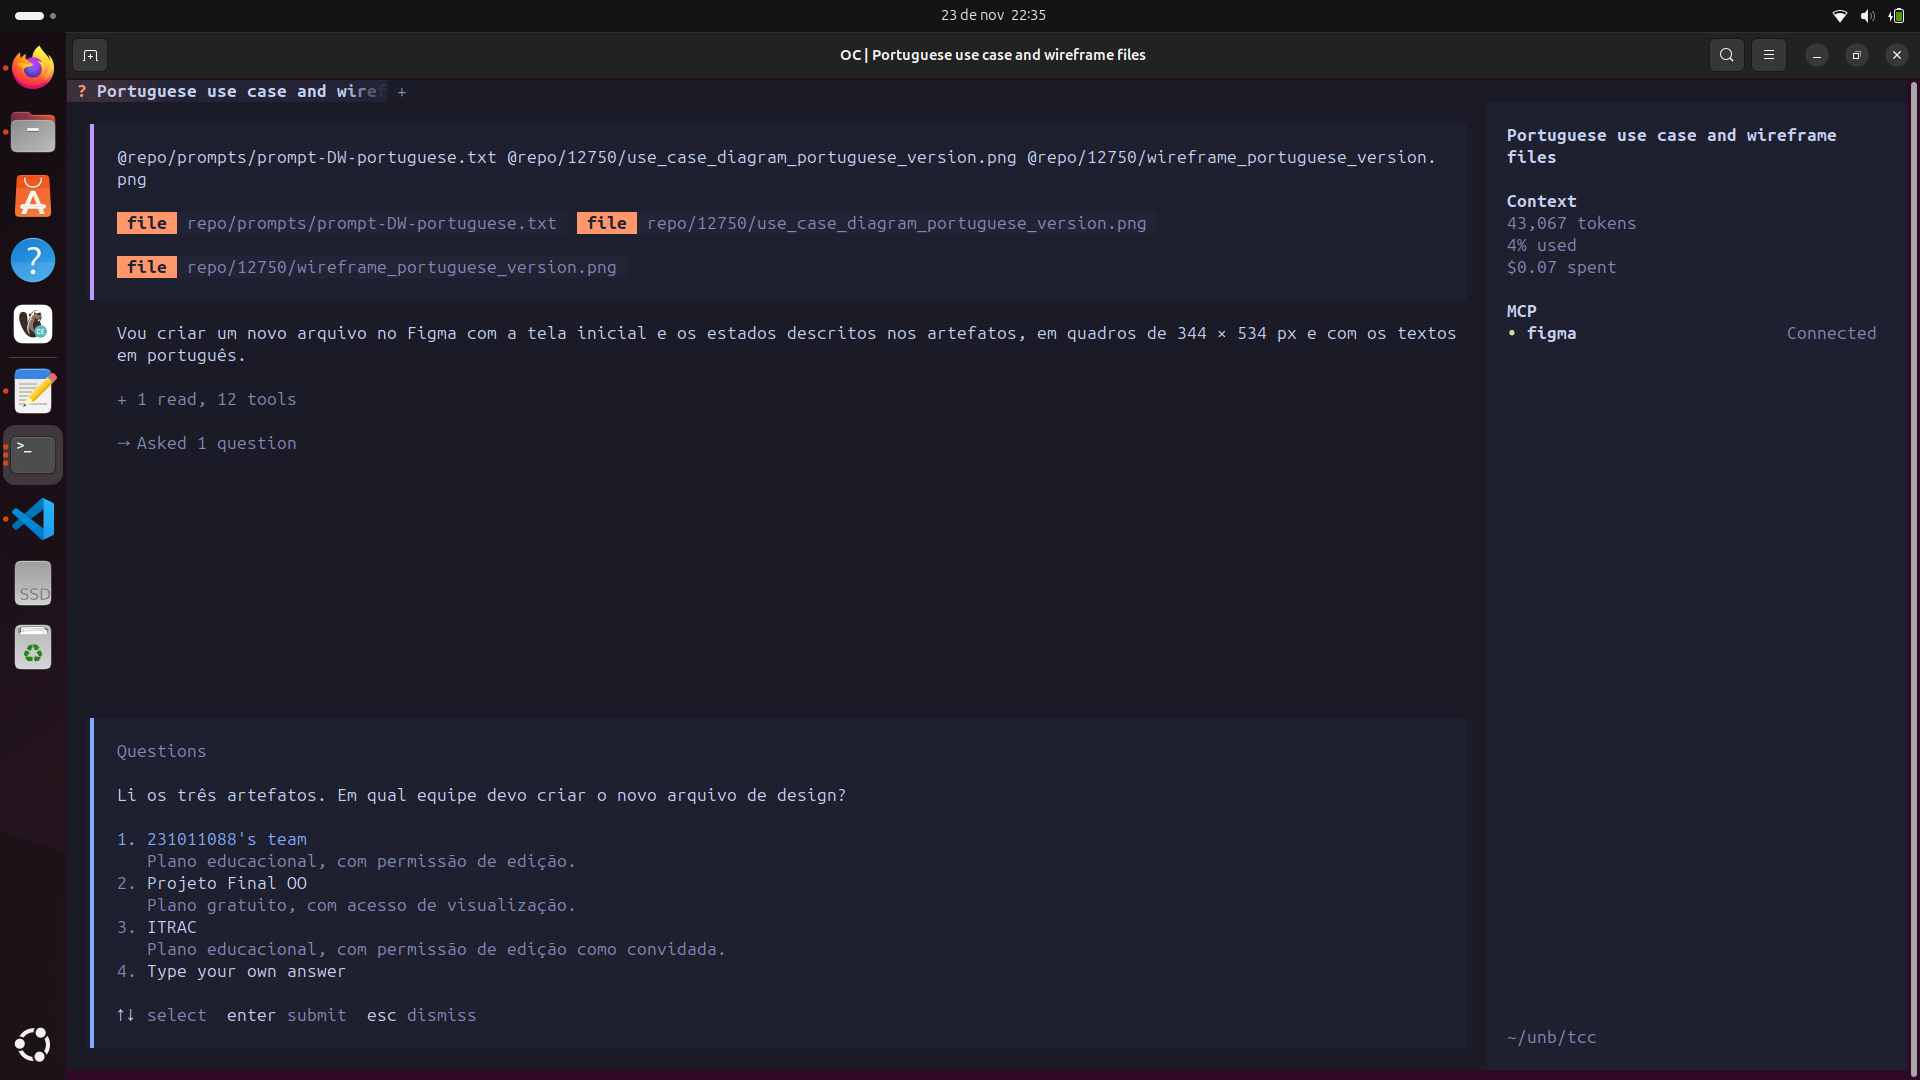 23 de nov 22:35
OC | Portuguese use case and wireframe files
? Portuguese use case and wiref +
@repo/prompts/prompt-DW-portuguese.txt @repo/12750/use_case_diagram_portuguese_version.png @repo/12750/wireframe_portuguese_version.
png
file repo/prompts/prompt-DW-portuguese.txt file repo/12750/use_case_diagram_portuguese_version.png
file repo/12750/wireframe_portuguese_version.png
Vou criar um novo arquivo no Figma com a tela inicial e os estados descritos nos artefatos, em quadros de 344 × 534 px e com os textos
em português.
+ 1 read, 12 tools
→ Asked 1 question
Questions
Li os três artefatos. Em qual equipe devo criar o novo arquivo de design?
1. 231011088's team
Plano educacional, com permissão de edição.
2. Projeto Final OO
Plano gratuito, com acesso de visualização.
3. ITRAC
Plano educacional, com permissão de edição como convidada.
4. Type your own answer
↑↓ select enter submit esc dismiss
Portuguese use case and wireframe
files
Context
43,067 tokens
4% used
$0.07 spent
MCP
• figma Connected
~/unb/tcc
SSD